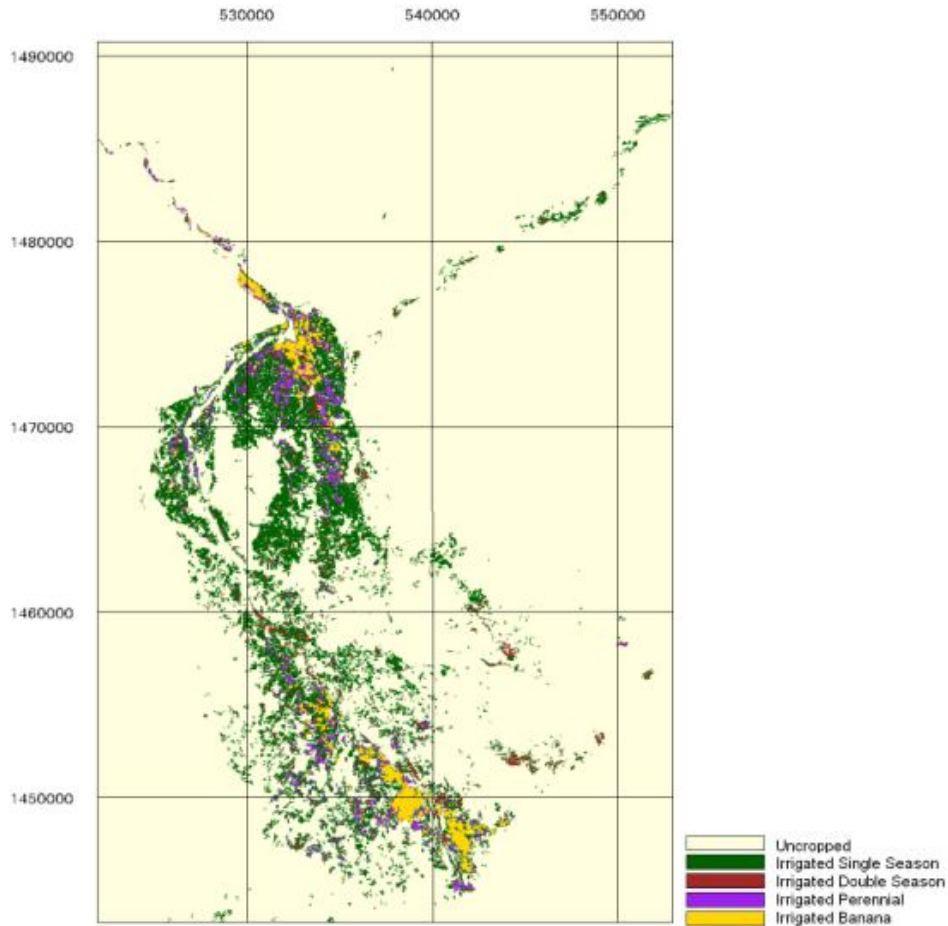 530000 540000 550000
1490000
1480000
1470000
1460000
1450000
Uncropped
Irrigated Single Season
Irrigated Double Season
Irrigated Perennial
Irrigated Banana